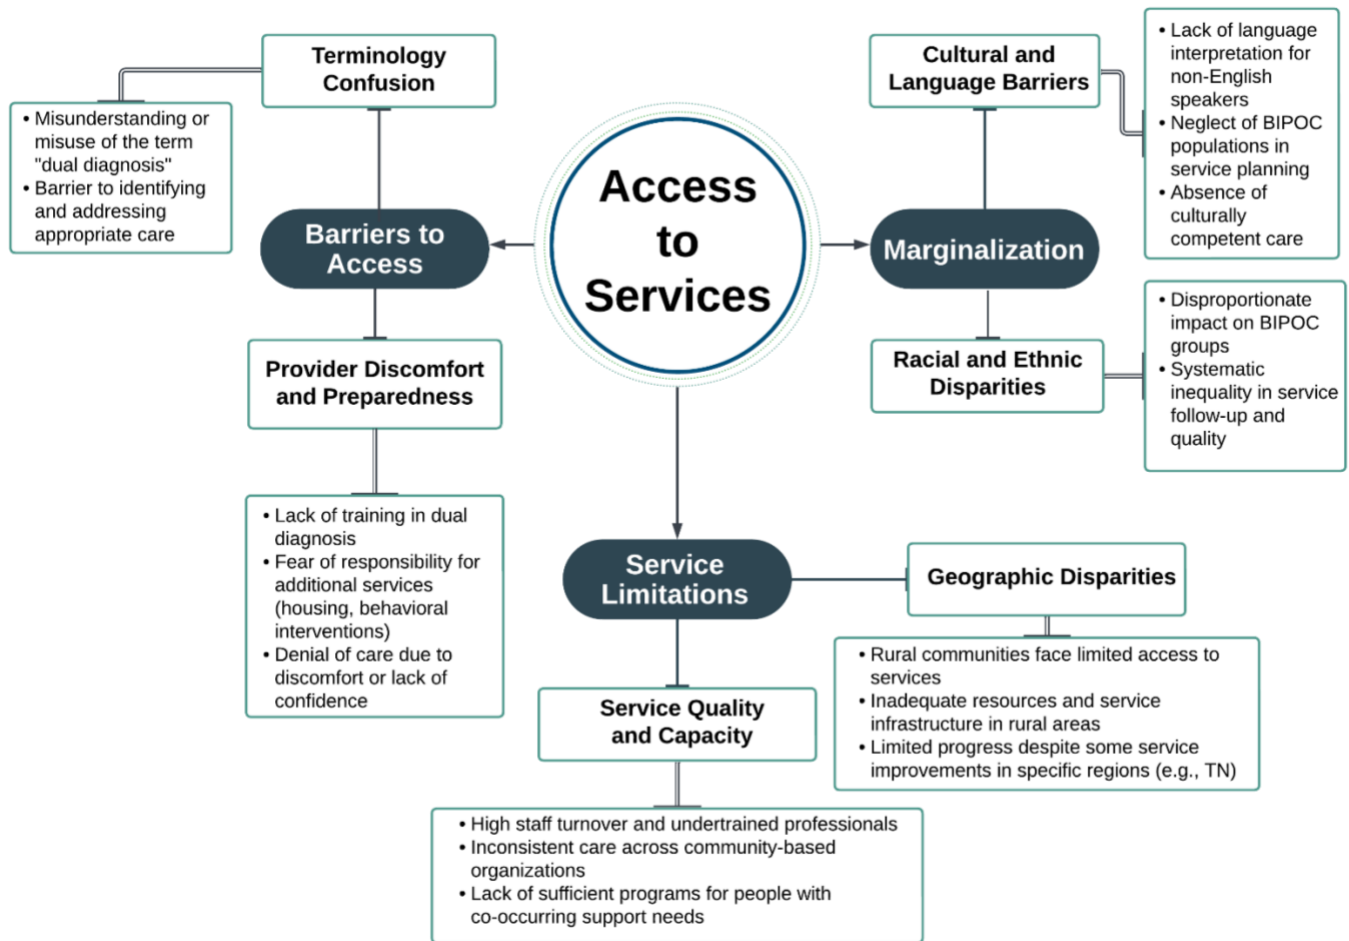 Access
to
Services
Barriers to
Access
Terminology
Confusion
• Misunderstanding or
misuse of the term
"dual diagnosis"
• Barrier to identifying
and addressing
appropriate care
Provider Discomfort
and Preparedness
• Lack of training in dual
diagnosis
• Fear of responsibility for
additional services
(housing, behavioral
interventions)
• Denial of care due to
discomfort or lack of
confidence
Marginalization
Cultural and
Language Barriers
• Lack of language
interpretation for
non-English
speakers
• Neglect of BIPOC
populations in
service planning
• Absence of
culturally
competent care
Racial and Ethnic
Disparities
• Disproportionate
impact on BIPOC
groups
• Systematic
inequality in service
follow-up and
quality
Service
Limitations
Geographic Disparities
• Rural communities face limited access to
services
• Inadequate resources and service
infrastructure in rural areas
• Limited progress despite some service
improvements in specific regions (e.g., TN)
Service Quality
and Capacity
• High staff turnover and undertrained professionals
• Inconsistent care across community-based
organizations
• Lack of sufficient programs for people with
co-occurring support needs